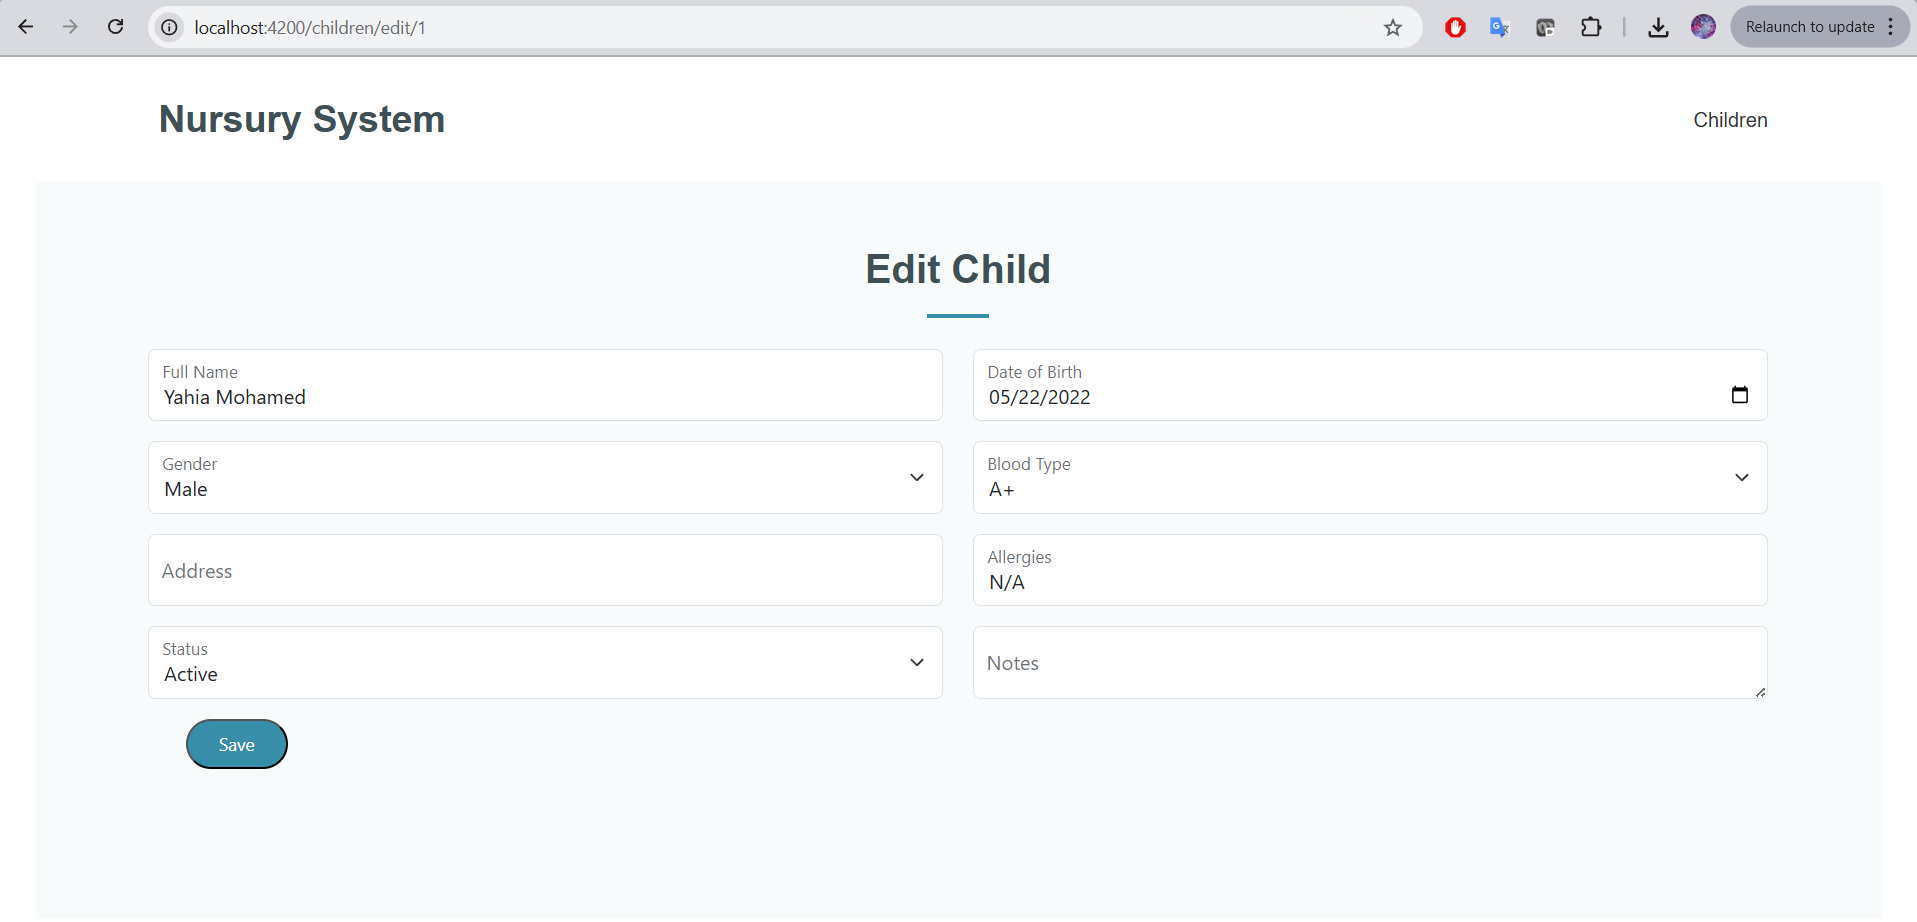 localhost:4200/children/edit/1
Relaunch to update
Nursury System
Children
Edit Child
Full Name
Yahia Mohamed
Date of Birth
05/22/2022
Gender
Male
Blood Type
A+
Address
Allergies
N/A
Status
Active
Notes
Save